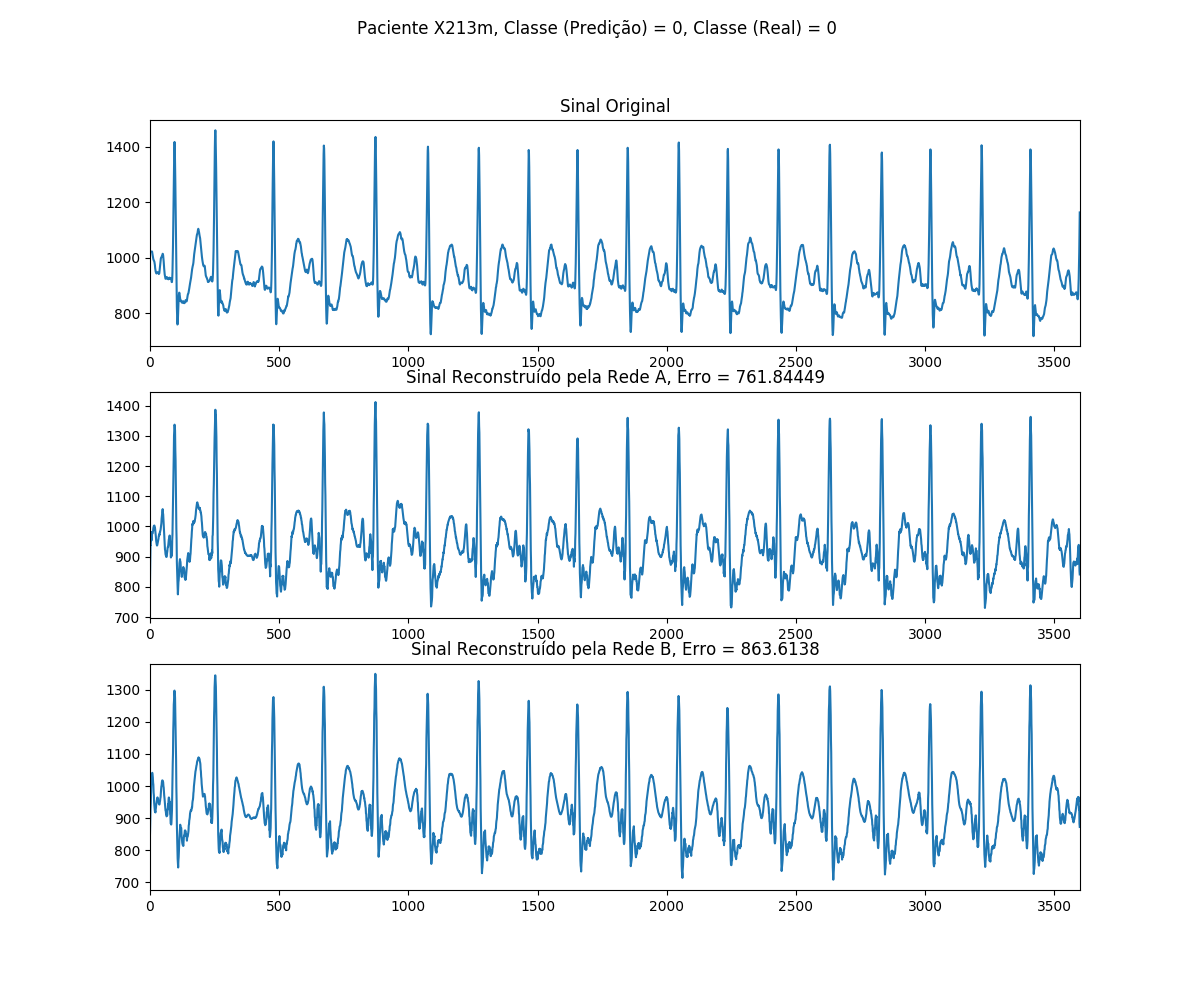 Paciente X213m, Classe (Predição) = 0, Classe (Real) = 0
Sinal Original
1400
1200
1000
800
0 500 1000 1500 2000 2500 3000 3500
Sinal Reconstruído pela Rede A, Erro = 761.84449
1400
1300
1200
1100
1000
900
800
700
0 500 1000 1500 2000 2500 3000 3500
Sinal Reconstruído pela Rede B, Erro = 863.6138
1300
1200
1100
1000
900
800
700
0 500 1000 1500 2000 2500 3000 3500